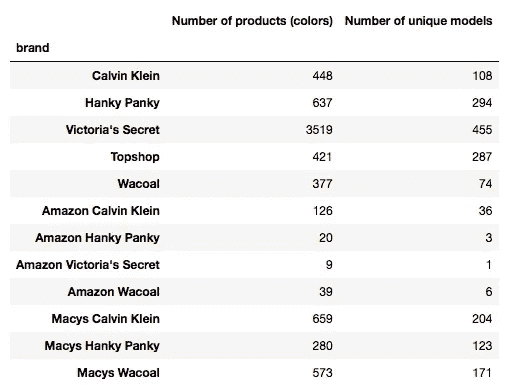 Number of products (colors) Number of unique models
brand
Calvin Klein 448 108
Hanky Panky 637 294
Victoria's Secret 3519 455
Topshop 421 287
Wacoal 377 74
Amazon Calvin Klein 126 36
Amazon Hanky Panky 20 3
Amazon Victoria's Secret 9 1
Amazon Wacoal 39 6
Macys Calvin Klein 659 204
Macys Hanky Panky 280 123
Macys Wacoal 573 171